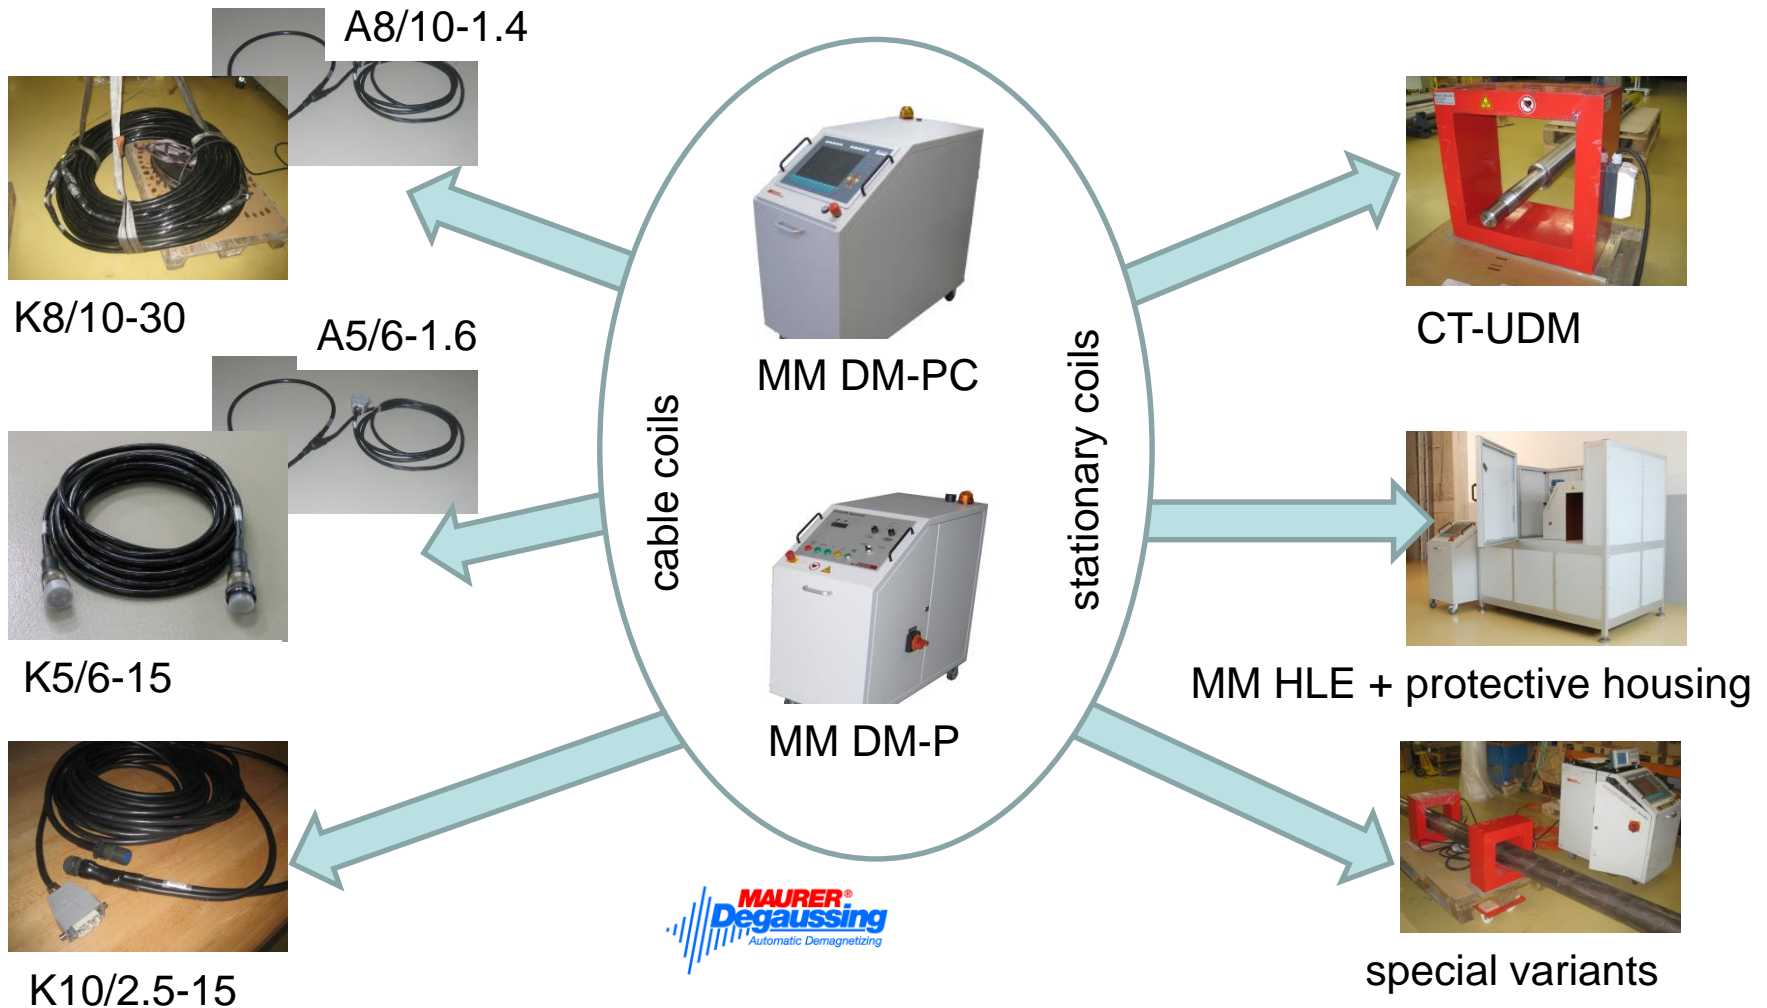 A8/10-1.4
K8/10-30
A5/6-1.6
K5/6-15
K10/2.5-15
cable coils
MM DM-PC
MM DM-P
stationary coils
CT-UDM
MM HLE + protective housing
special variants
MAURER®
Degaussing
Automatic Demagnetizing